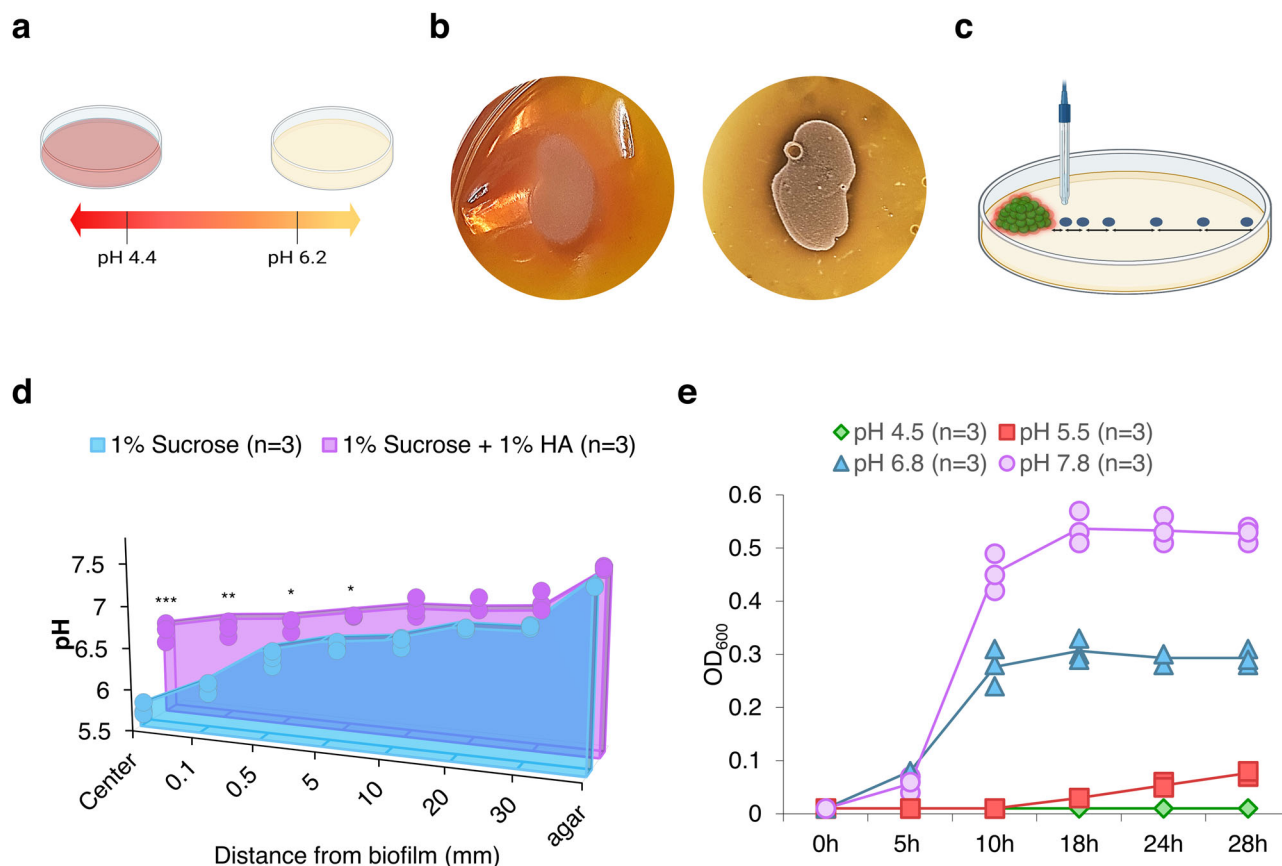 a
b
c
pH 4.4
pH 6.2
d
1% Sucrose (n=3)
1% Sucrose + 1% HA (n=3)
pH
7.5
7
6.5
6
5.5
***
**
*
*
Center
0.1
0.5
5
10
20
30
agar
Distance from biofilm (mm)
e
pH 4.5 (n=3)
pH 5.5 (n=3)
pH 6.8 (n=3)
pH 7.8 (n=3)
OD600
0.6
0.5
0.4
0.3
0.2
0.1
0
0h
5h
10h
18h
24h
28h